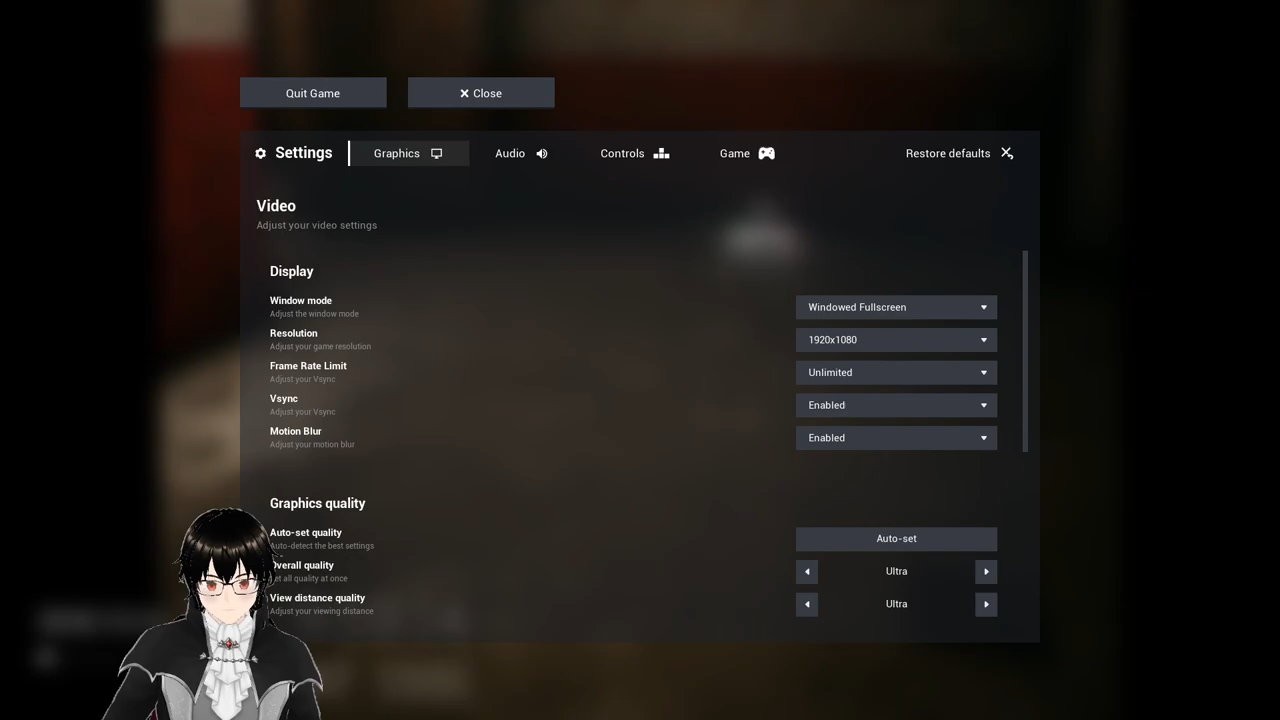 Quit Game
Close
Settings
Graphics
Audio
Controls
Game
Restore defaults
Video
Adjust your video settings
Display
Window mode
Windowed Fullscreen
Adjust the window mode
Resolution
1920x1080
Adjust your game resolution
Frame Rate Limit
Unlimited
Adjust your Vsync
Vsync
Enabled
Adjust your Vsync
Motion Blur
Enabled
Adjust your motion blur
Graphics quality
Auto-set quality
Auto-set
Auto-detect the best settings
Overall quality
Ultra
Set all quality at once
View distance quality
Ultra
Adjust your viewing distance